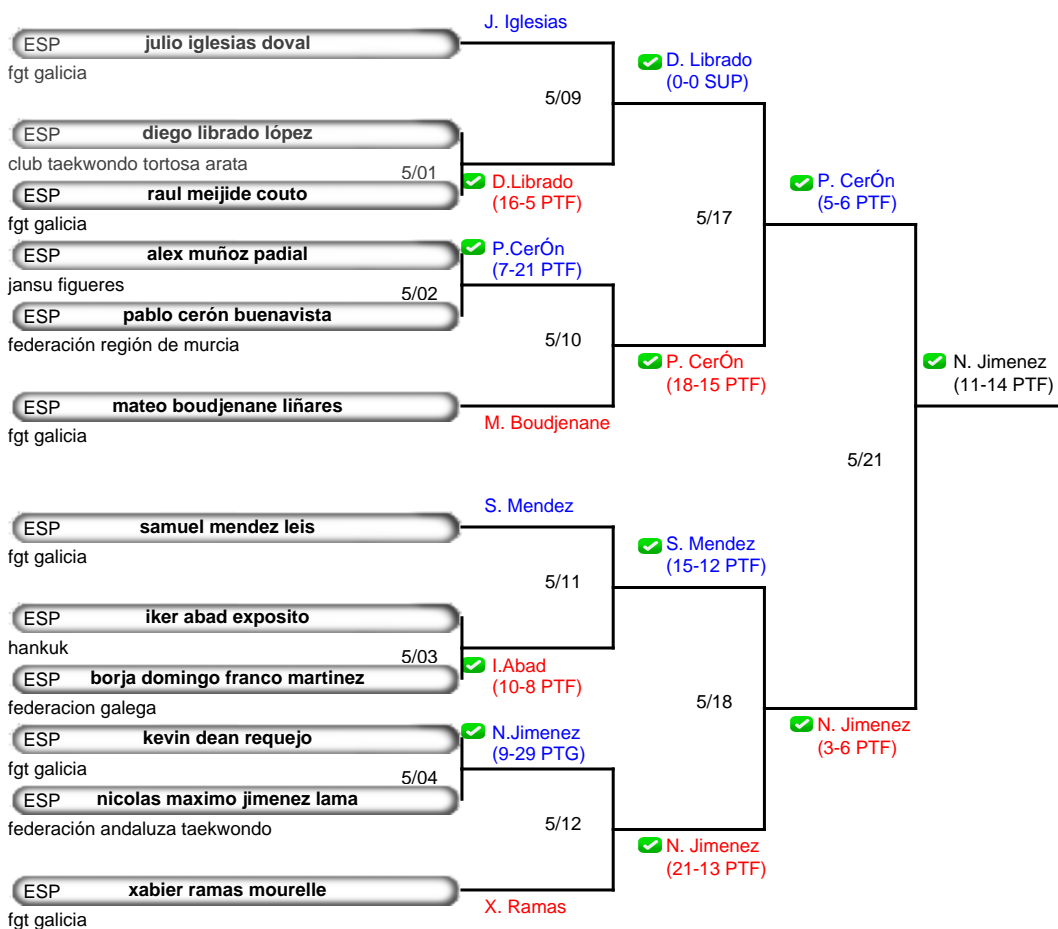 J. Iglesias
ESP julio iglesias doval
fgt galicia
D. Librado
(0-0 SUP)
5/09
ESP diego librado lópez
club taekwondo tortosa arata
5/01
D.Librado
(16-5 PTF)
ESP raul meijide couto
fgt galicia
P. CerÓn
(5-6 PTF)
5/17
ESP alex muñoz padial
jansu figueres
P.CerÓn
(7-21 PTF)
5/02
ESP pablo cerón buenavista
federación región de murcia
5/10
P. CerÓn
(18-15 PTF)
N. Jimenez
(11-14 PTF)
ESP mateo boudjenane liñares
M. Boudjenane
fgt galicia
5/21
S. Mendez
ESP samuel mendez leis
fgt galicia
S. Mendez
(15-12 PTF)
5/11
ESP iker abad exposito
hankuk
5/03
I.Abad
(10-8 PTF)
ESP borja domingo franco martinez
federacion galega
5/18
N. Jimenez
(3-6 PTF)
ESP kevin dean requejo
fgt galicia
N.Jimenez
(9-29 PTG)
5/04
ESP nicolas maximo jimenez lama
federación andaluza taekwondo
5/12
N. Jimenez
(21-13 PTF)
ESP xabier ramas mourelle
X. Ramas
fgt galicia